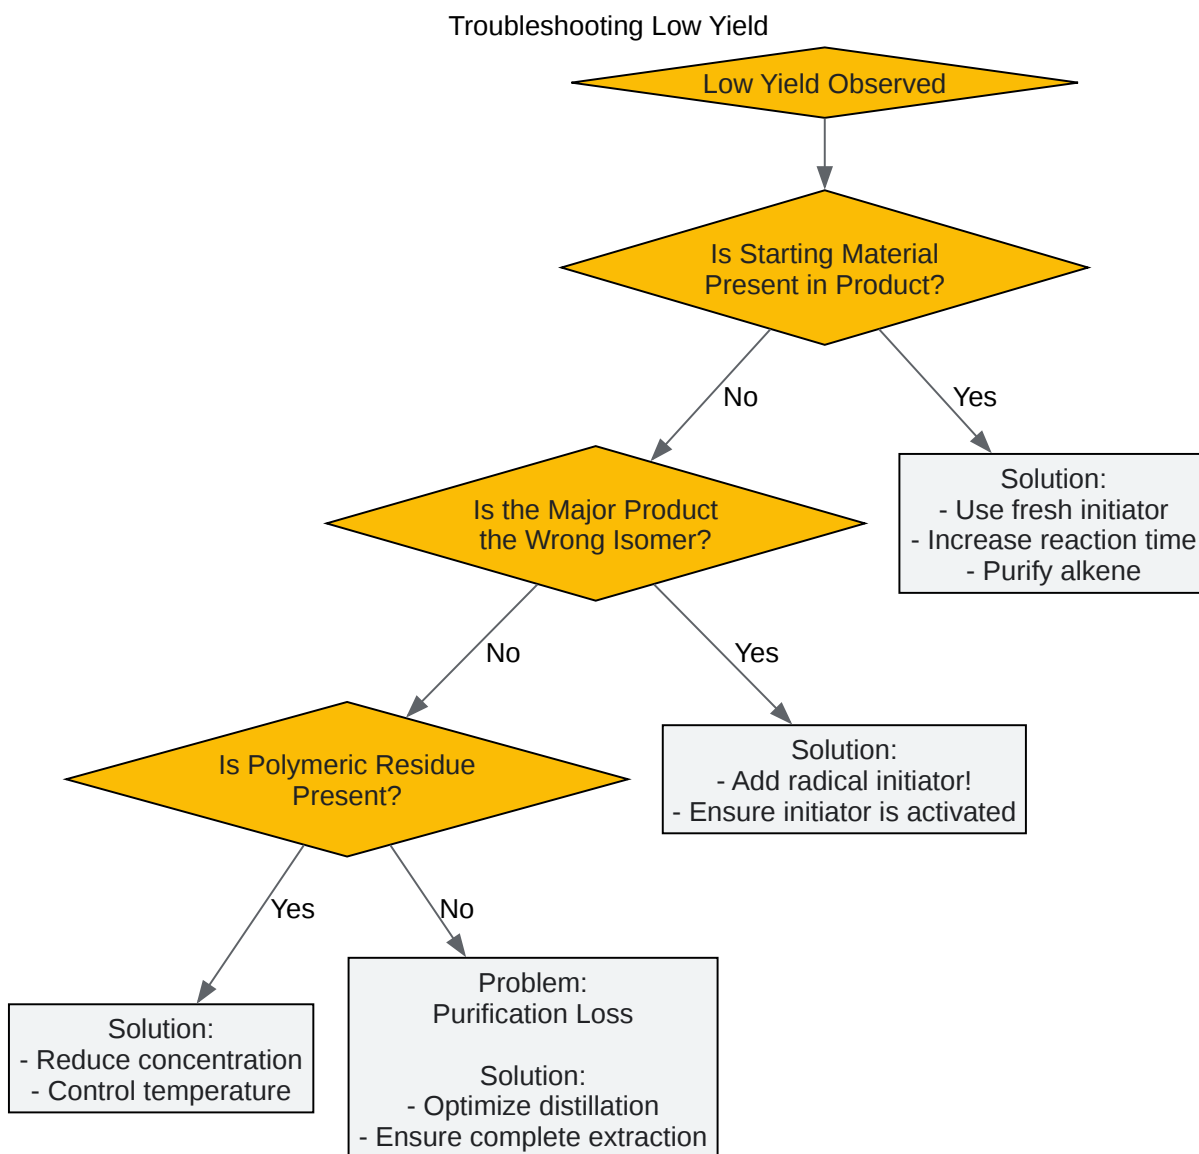 Troubleshooting Low Yield
Low Yield Observed
Is Starting Material
Present in Product?
No
Yes
Is the Major Product
the Wrong Isomer?
Solution:
- Use fresh initiator
- Increase reaction time
- Purify alkene
No
Yes
Is Polymeric Residue
Present?
Solution:
- Add radical initiator!
- Ensure initiator is activated
Yes
No
Solution:
- Reduce concentration
- Control temperature
Problem:
Purification Loss
Solution:
- Optimize distillation
- Ensure complete extraction